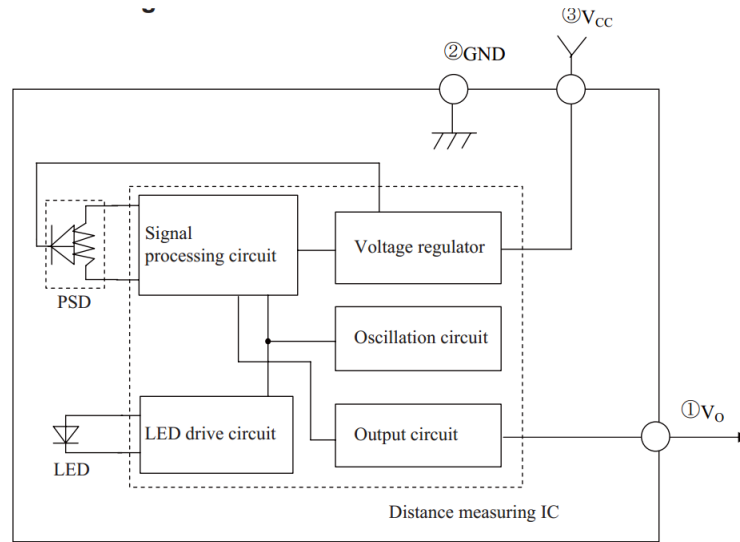 ③VCC
②GND
Signal
processing circuit
Voltage regulator
PSD
Oscillation circuit
①VO
LED drive circuit
Output circuit
LED
Distance measuring IC